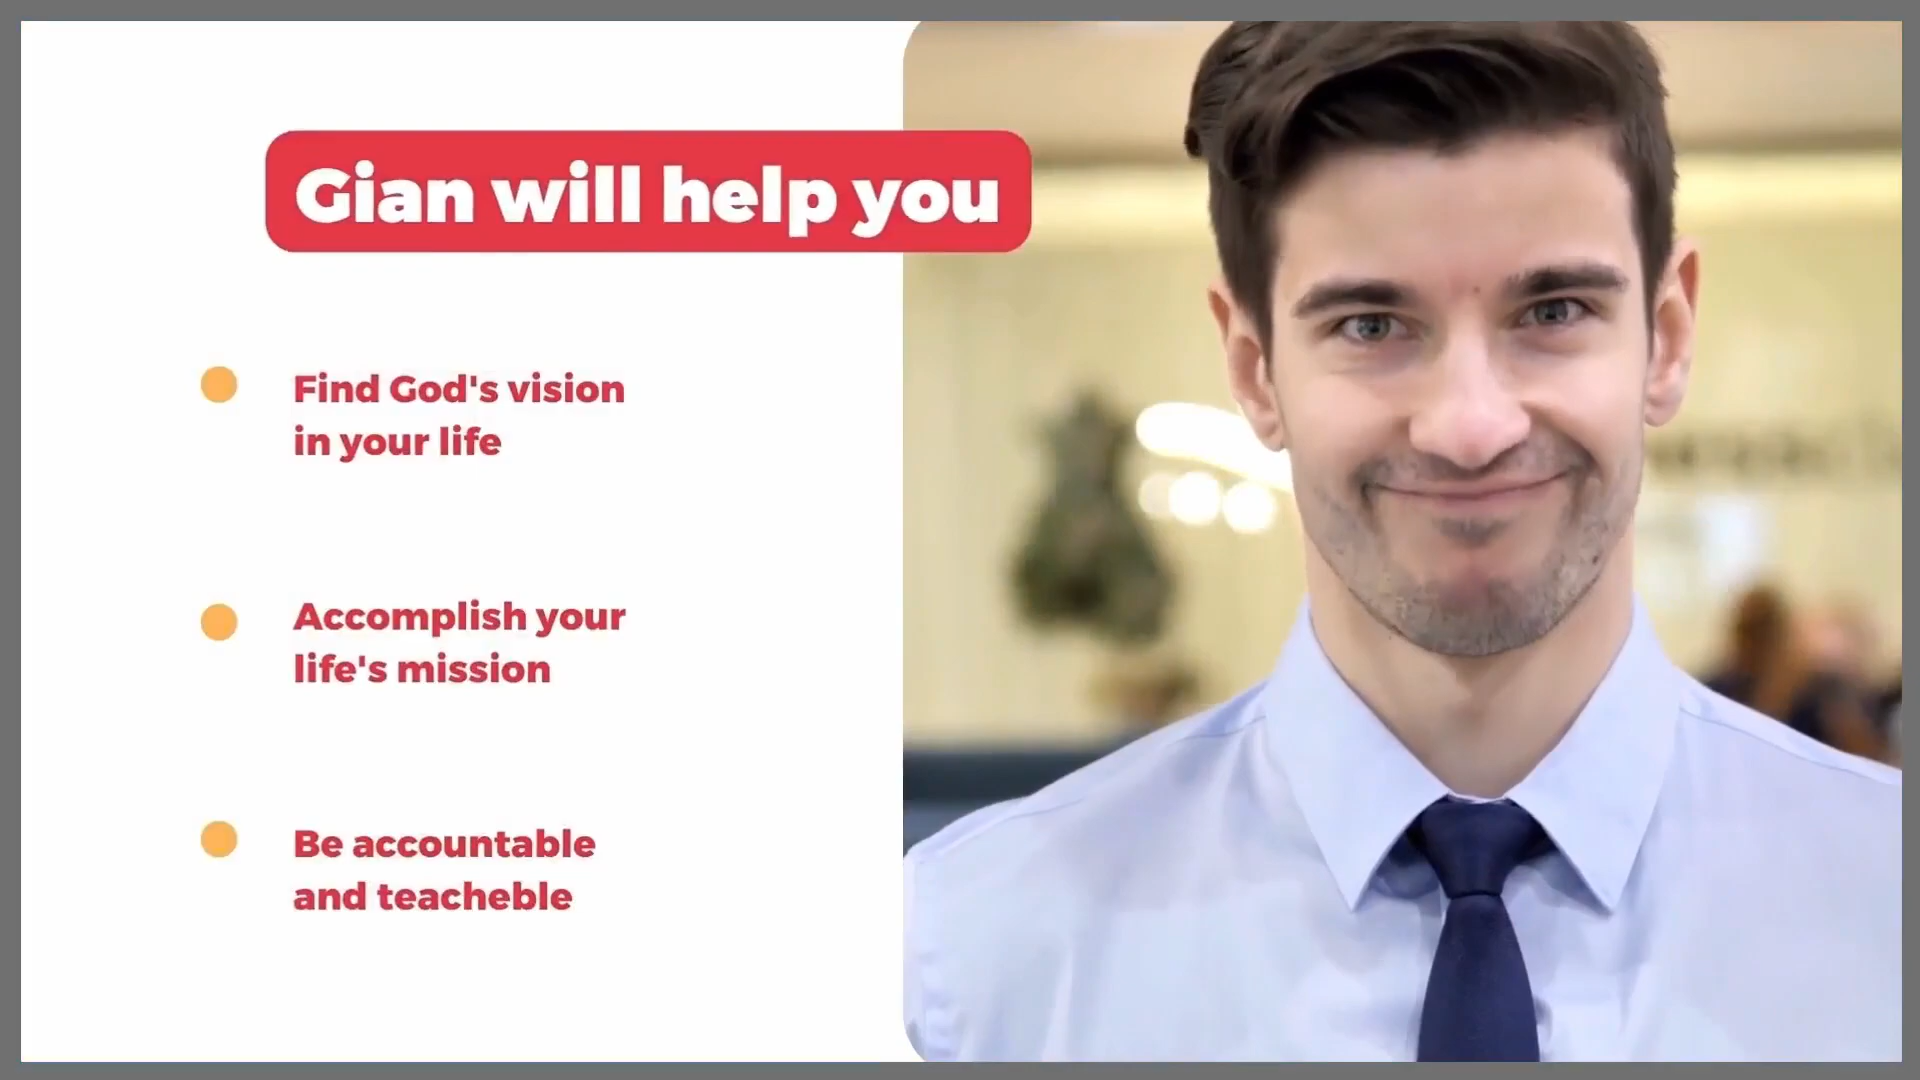 Gian will help you
Find God's vision
in your life
Accomplish your
life's mission
Be accountable
and teacheble